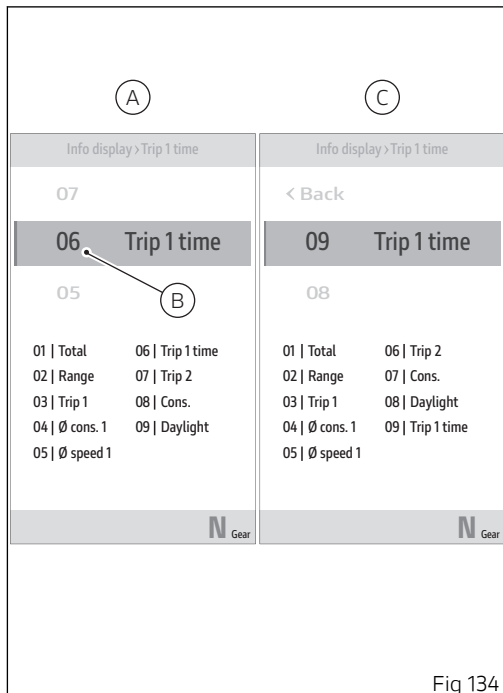 A
C
Info display › Trip 1 time
07
06 Trip 1 time
05
B
01 | Total 06 | Trip 1 time
02 | Range 07 | Trip 2
03 | Trip 1 08 | Cons.
04 | Ø cons. 1 09 | Daylight
05 | Ø speed 1
N Gear
Info display › Trip 1 time
< Back
09 Trip 1 time
08
01 | Total 06 | Trip 2
02 | Range 07 | Cons.
03 | Trip 1 08 | Daylight
04 | Ø cons. 1 09 | Trip 1 time
05 | Ø speed 1
N Gear
Fig 134